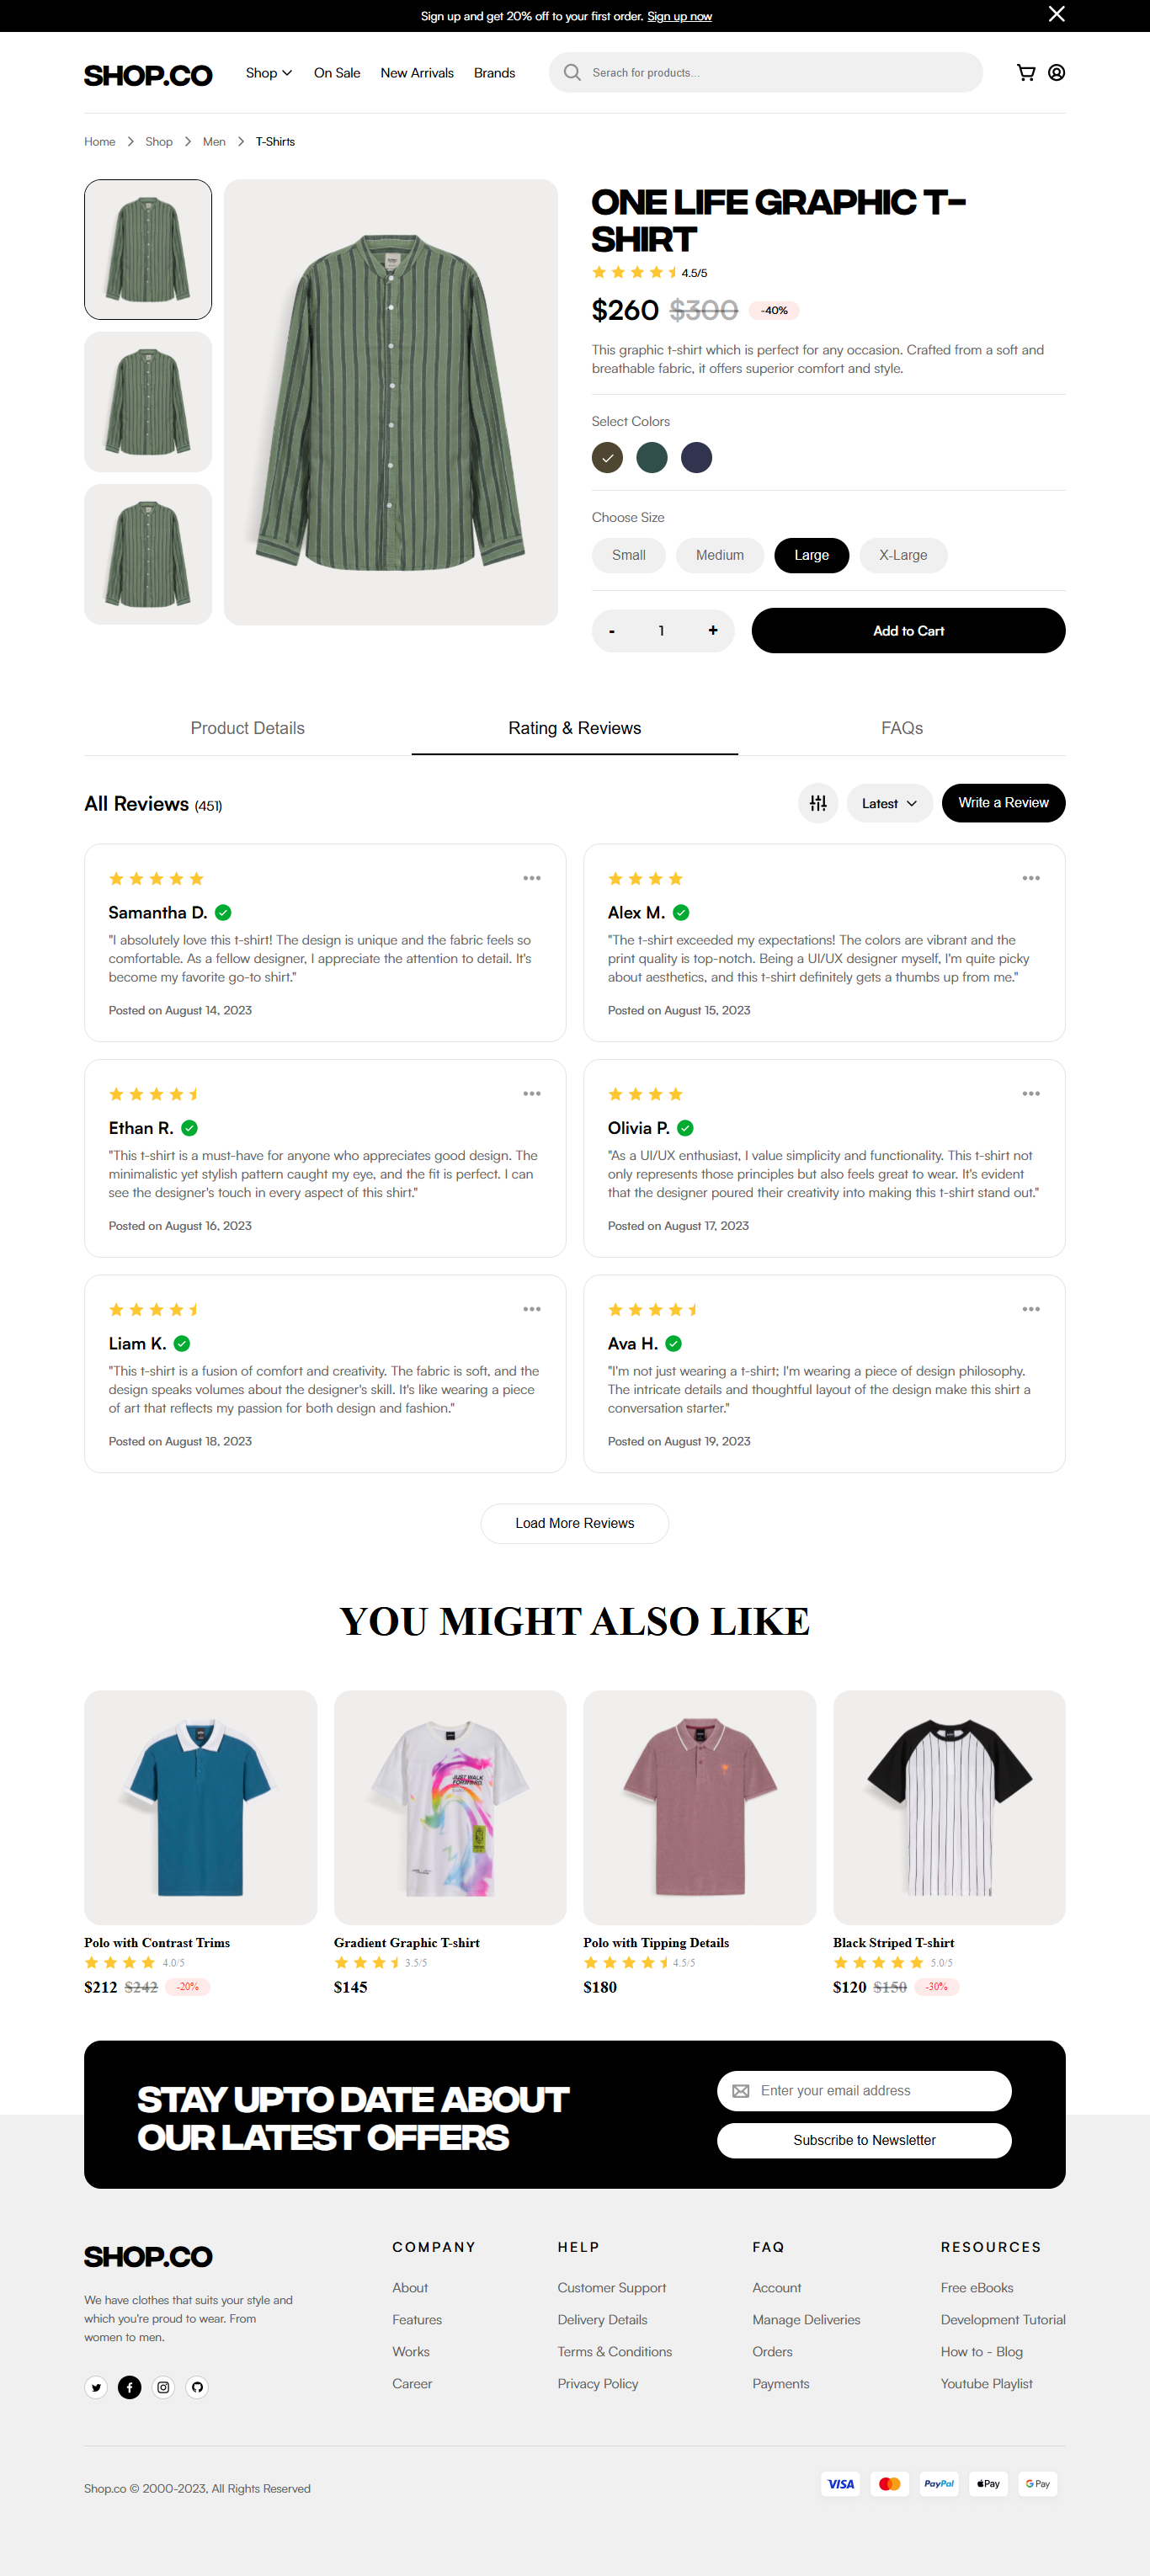 Sign up and get 20% off to your first order. Sign up now
SHOP.CO
Shop
On Sale
New Arrivals
Brands
Serach for products...
Home
Shop
Men
T-Shirts
ONE LIFE GRAPHIC T-
SHIRT
4.5/5
$260 $300 -40%
This graphic t-shirt which is perfect for any occasion. Crafted from a soft and
breathable fabric, it offers superior comfort and style.
Select Colors
Choose Size
Small
Medium
Large
X-Large
- 1 +
Add to Cart
Product Details
Rating & Reviews
FAQs
All Reviews (451)
Latest
Write a Review
Samantha D.
"I absolutely love this t-shirt! The design is unique and the fabric feels so
comfortable. As a fellow designer, I appreciate the attention to detail. It's
become my favorite go-to shirt."
Posted on August 14, 2023
Alex M.
"The t-shirt exceeded my expectations! The colors are vibrant and the
print quality is top-notch. Being a UI/UX designer myself, I'm quite picky
about aesthetics, and this t-shirt definitely gets a thumbs up from me."
Posted on August 15, 2023
Ethan R.
"This t-shirt is a must-have for anyone who appreciates good design. The
minimalistic yet stylish pattern caught my eye, and the fit is perfect. I can
see the designer's touch in every aspect of this shirt."
Posted on August 16, 2023
Olivia P.
"As a UI/UX enthusiast, I value simplicity and functionality. This t-shirt not
only represents those principles but also feels great to wear. It's evident
that the designer poured their creativity into making this t-shirt stand out."
Posted on August 17, 2023
Liam K.
"This t-shirt is a fusion of comfort and creativity. The fabric is soft, and the
design speaks volumes about the designer's skill. It's like wearing a piece
of art that reflects my passion for both design and fashion."
Posted on August 18, 2023
Ava H.
"I'm not just wearing a t-shirt; I'm wearing a piece of design philosophy.
The intricate details and thoughtful layout of the design make this shirt a
conversation starter."
Posted on August 19, 2023
Load More Reviews
YOU MIGHT ALSO LIKE
JUST WALK
Polo with Contrast Trims
4.0/5
$212 $242 -20%
Gradient Graphic T-shirt
3.5/5
$145
Polo with Tipping Details
4.5/5
$180
Black Striped T-shirt
5.0/5
$120 $150 -30%
STAY UPTO DATE ABOUT
OUR LATEST OFFERS
Enter your email address
Subscribe to Newsletter
SHOP.CO
We have clothes that suits your style and
which you're proud to wear. From
women to men.
COMPANY
About
Features
Works
Career
HELP
Customer Support
Delivery Details
Terms & Conditions
Privacy Policy
FAQ
Account
Manage Deliveries
Orders
Payments
RESOURCES
Free eBooks
Development Tutorial
How to - Blog
Youtube Playlist
Shop.co © 2000-2023, All Rights Reserved
VISA
PayPal
Pay
G Pay